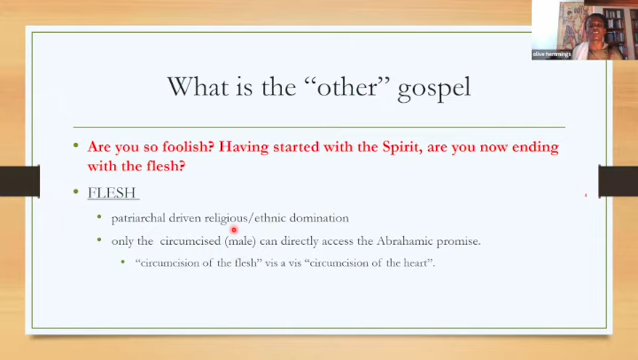 olive hemmings
What is the “other” gospel
• Are you so foolish? Having started with the Spirit, are you now ending
with the flesh?
• FLESH
• patriarchal driven religious/ethnic domination
• only the circumcised (male) can directly access the Abrahamic promise.
• “circumcision of the flesh” vis a vis “circumcision of the heart”.